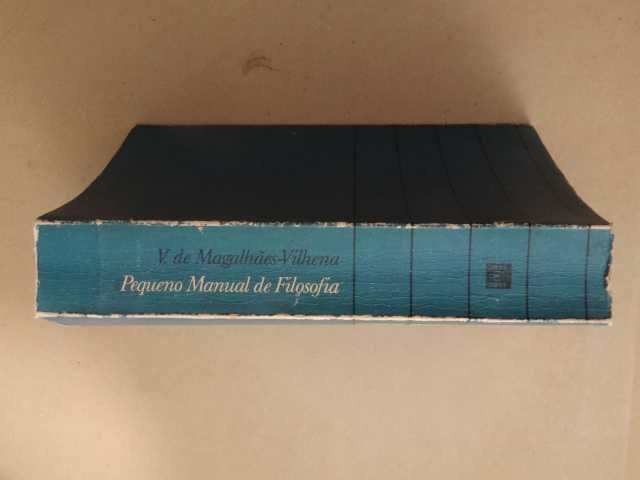 V. de Magalhães-Vilhena
Pequeno Manual de Filosofia